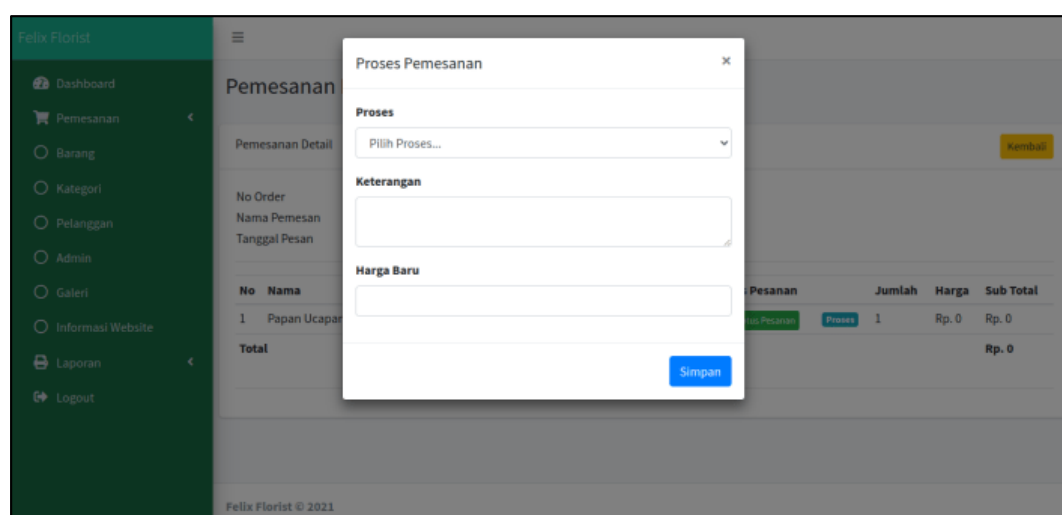 Felix Florist
Dashboard
Pemesanan
Barang
Kategori
Pelanggan
Admin
Galeri
Informasi Website
Laporan
Logout
Pemesanan
Pemesanan Detail
Kembali
No Order
Nama Pemesan
Tanggal Pesan
No Nama Pesanan Jumlah Harga Sub Total
1 Papan Ucapan Pesanan Proses 1 Rp. 0 Rp. 0
Total Rp. 0
Proses Pemesanan ×
Proses
Pilih Proses...
Keterangan
Harga Baru
Simpan
Felix Florist © 2021